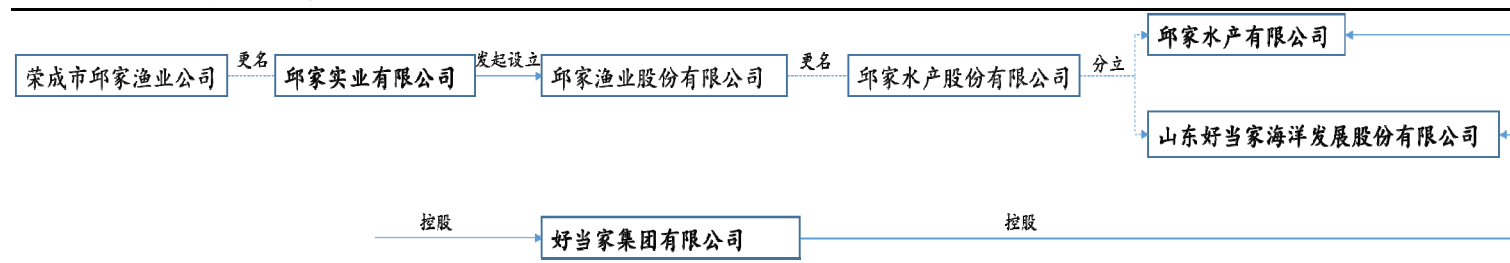 邱家水产有限公司
更名
发起设立
更名
分立
荣成市邱家渔业公司
邱家实业有限公司
邱家渔业股份有限公司
邱家水产股份有限公司
山东好当家海洋发展股份有限公司
控股
控股
好当家集团有限公司